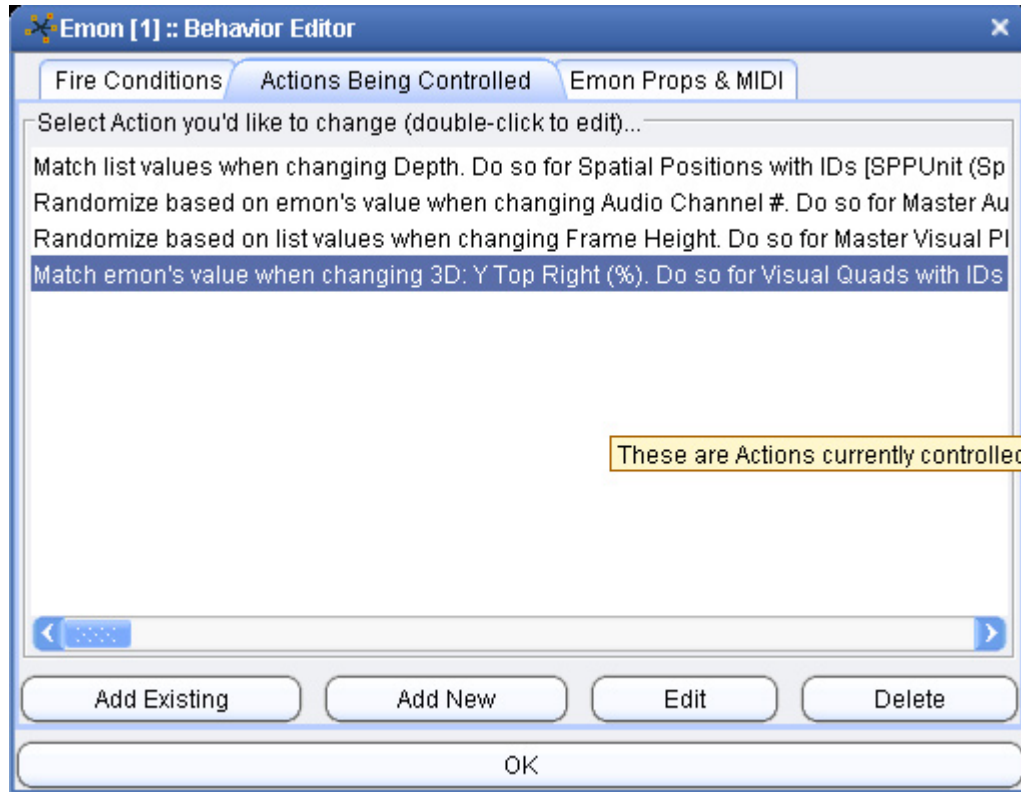 Emon [1] :: Behavior Editor
Fire Conditions Actions Being Controlled Emon Props & MIDI
Select Action you'd like to change (double-click to edit)...
Match list values when changing Depth. Do so for Spatial Positions with IDs [SPPUnit (Sp
Randomize based on emon's value when changing Audio Channel #. Do so for Master Au
Randomize based on list values when changing Frame Height. Do so for Master Visual Pl
Match emon's value when changing 3D: Y Top Right (%). Do so for Visual Quads with IDs
These are Actions currently controlled
Add Existing Add New Edit Delete
OK